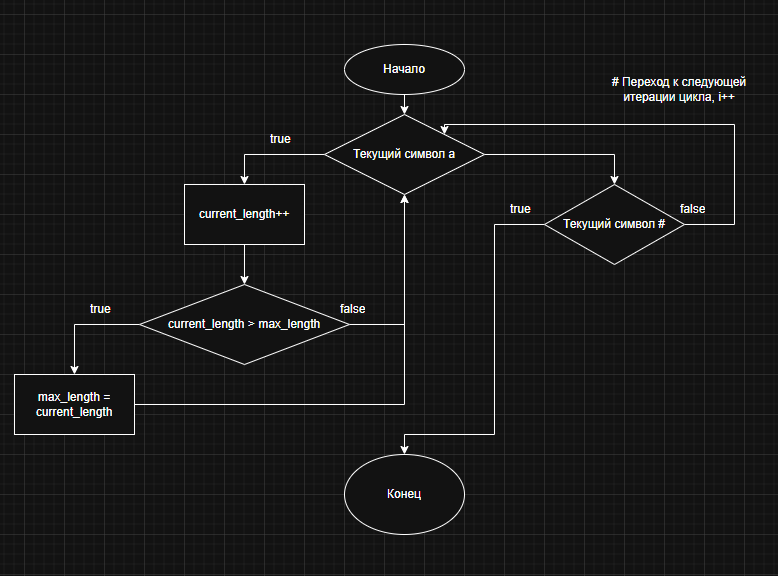 Начало
# Переход к следующей
итерации цикла, i++
true
Текущий символ a
true
false
current_length++
Текущий символ #
true
false
current_length > max_length
max_length =
current_length
Конец